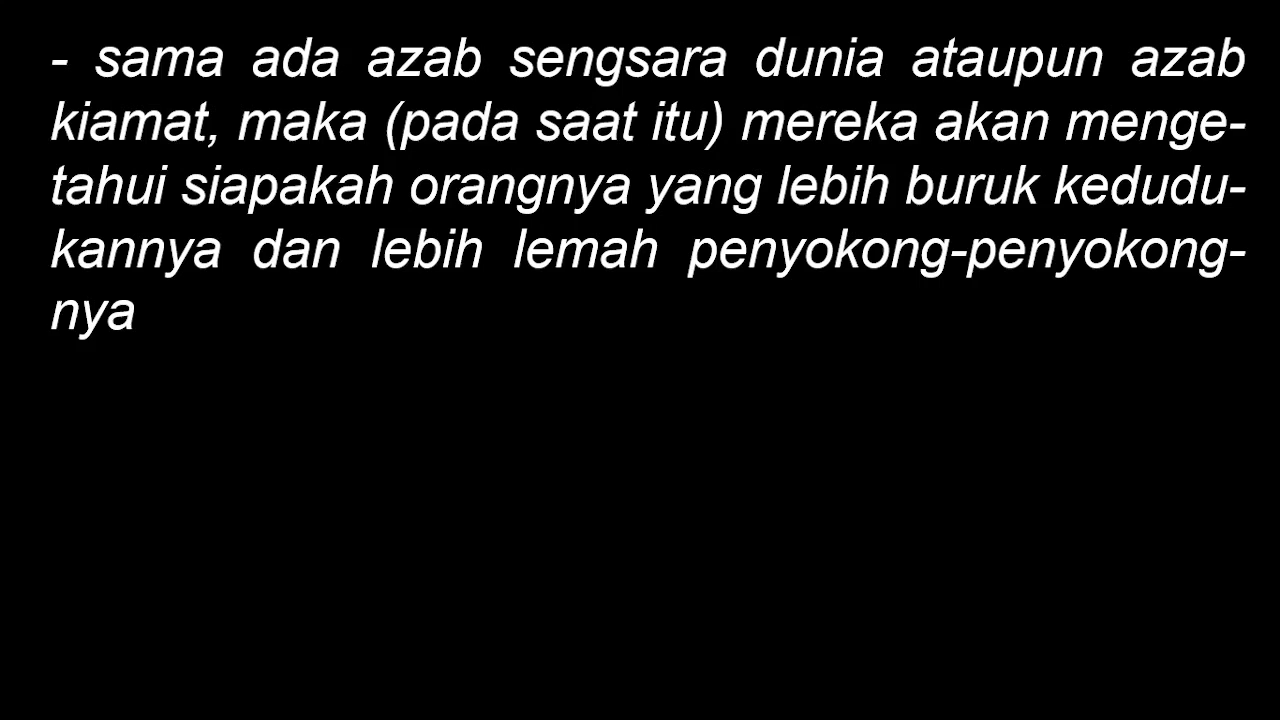 - sama ada azab sengsara dunia ataupun azab
kiamat, maka (pada saat itu) mereka akan menge-
tahui siapakah orangnya yang lebih buruk kedudu-
kannya dan lebih lemah penyokong-penyokong-
nya